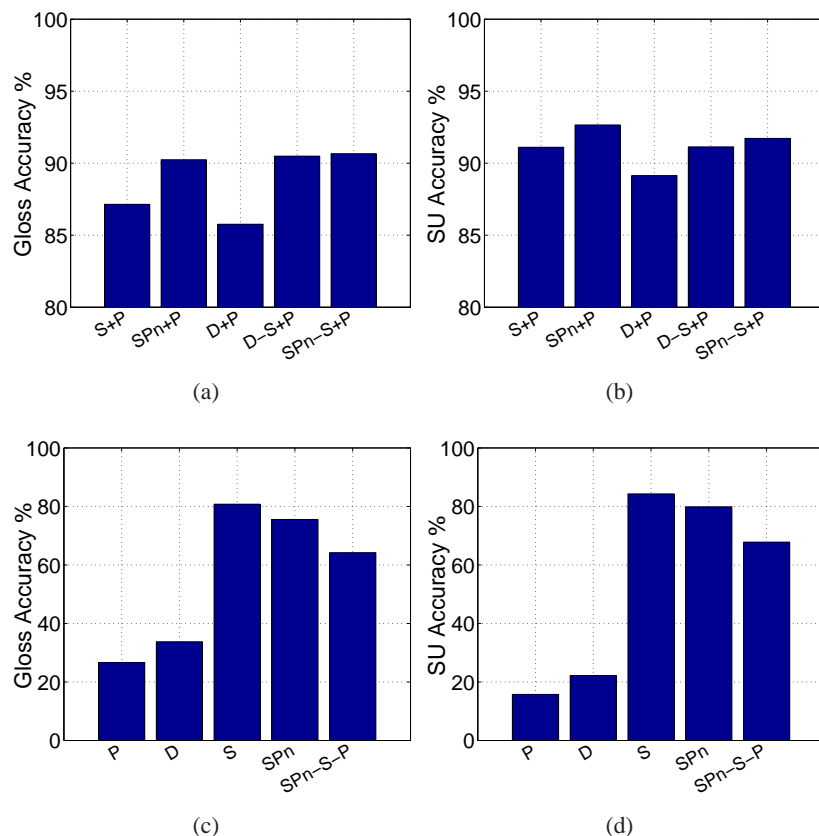 100
95
90
85
80
Gloss Accuracy %
S+P
SPn+P
D+P
D–S+P
SPn–S+P
(a)
100
95
90
85
80
SU Accuracy %
S+P
SPn+P
D+P
D–S+P
SPn–S+P
(b)
100
80
60
40
20
0
Gloss Accuracy %
P
D
S
SPn
SPn–S–P
(c)
100
80
60
40
20
0
SU Accuracy %
P
D
S
SPn
SPn–S–P
(d)